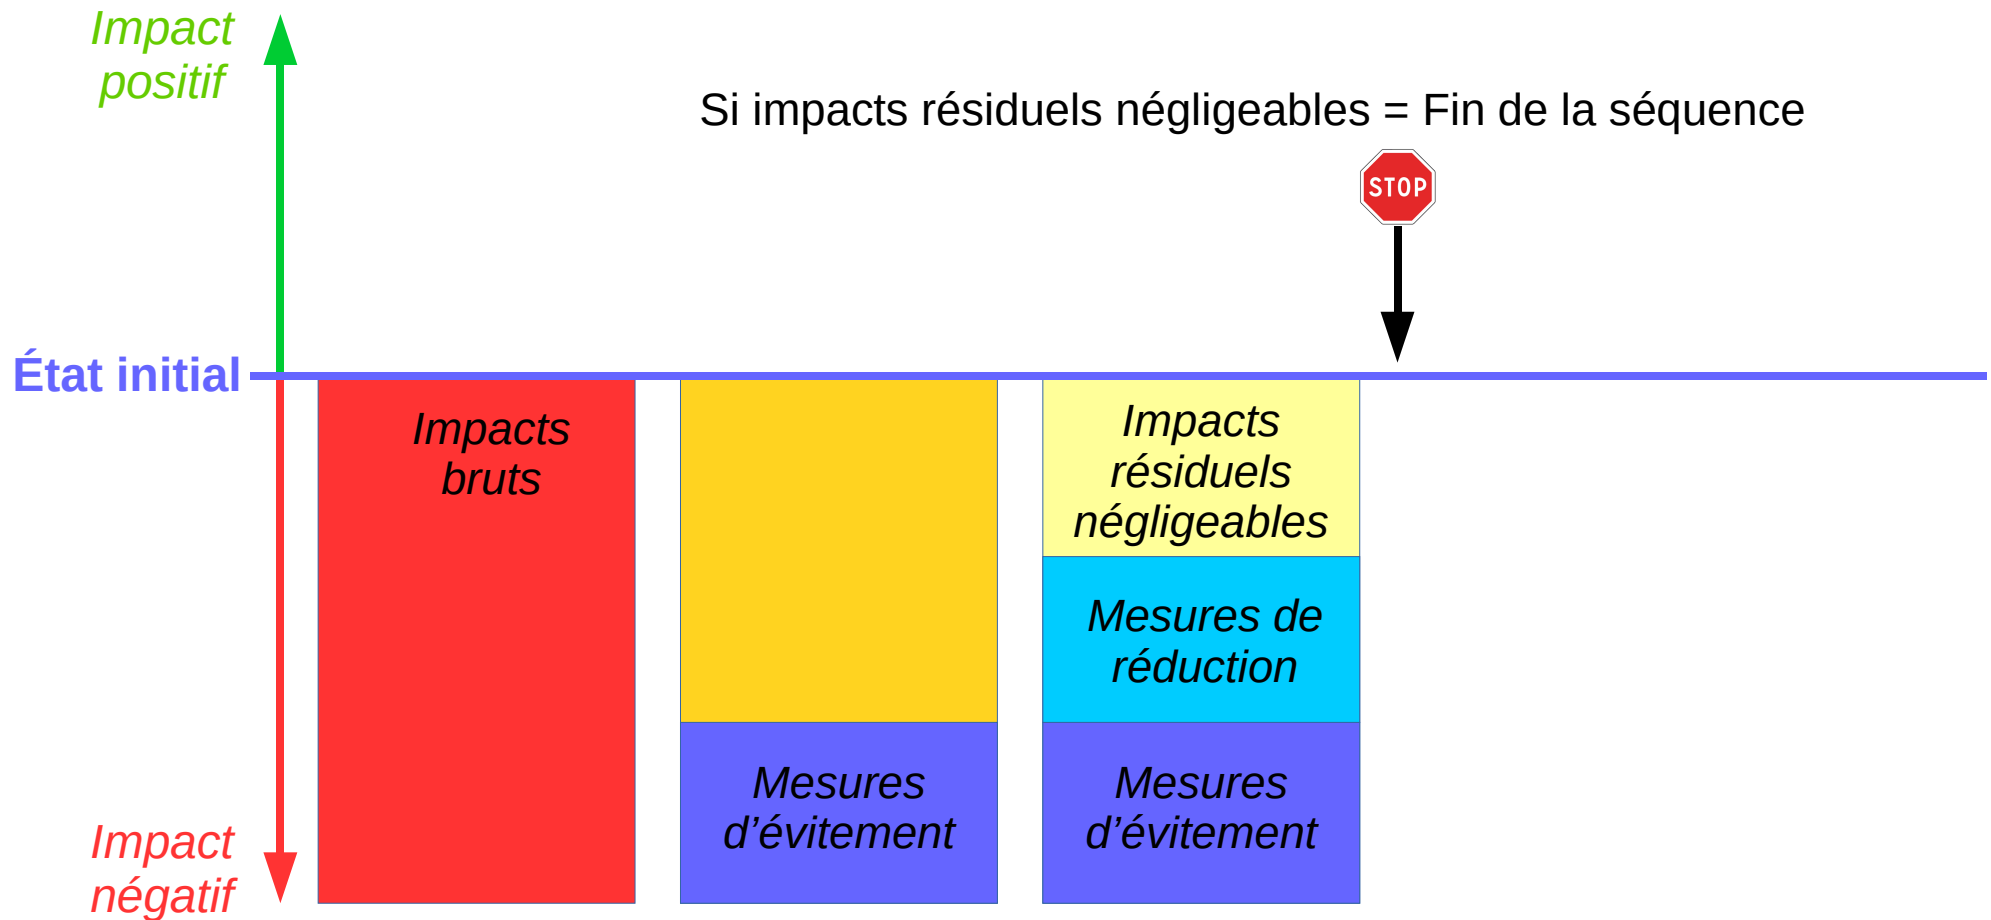 Impact
positif
Si impacts résiduels négligeables = Fin de la séquence
STOP
État initial
Impacts
bruts
Impacts
résiduels
négligeables
Mesures de
réduction
Mesures
d’évitement
Mesures
d’évitement
Impact
négatif